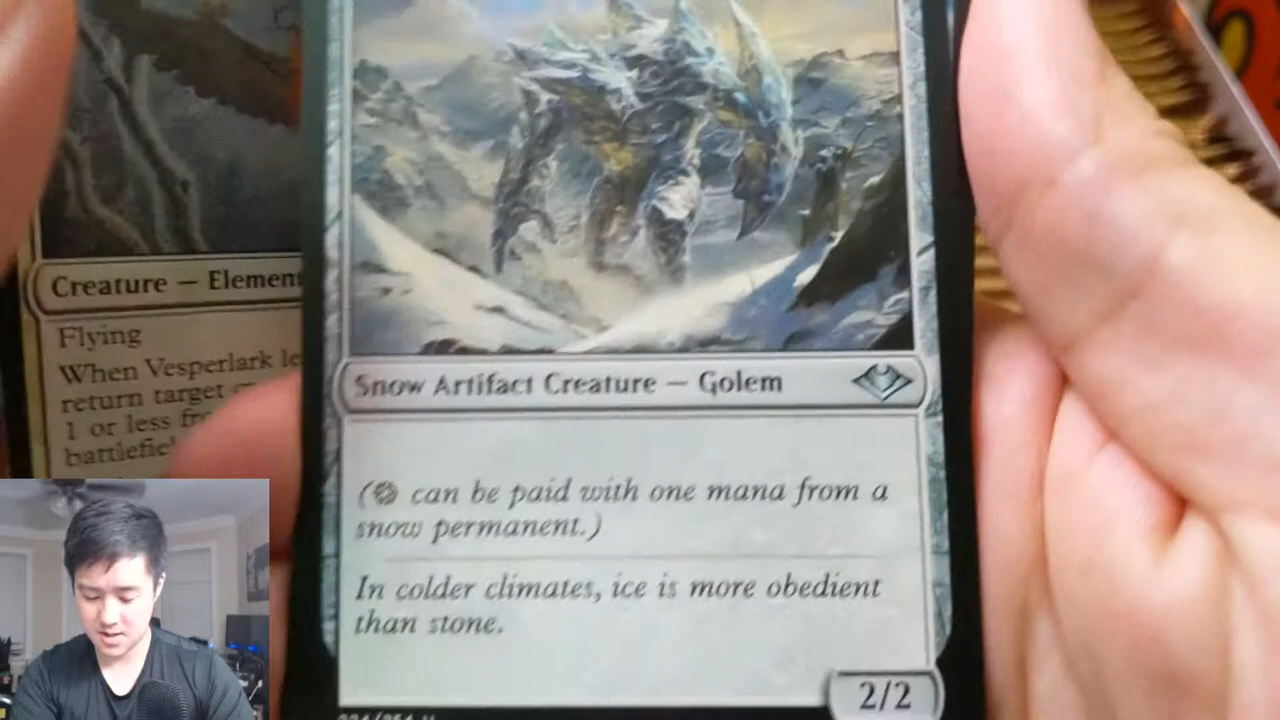 Creature — Element
Flying
When Vesperlark le
return target
1 or less fr
battlefie
Snow Artifact Creature — Golem
( can be paid with one mana from a
snow permanent.)
In colder climates, ice is more obedient
than stone.
2/2